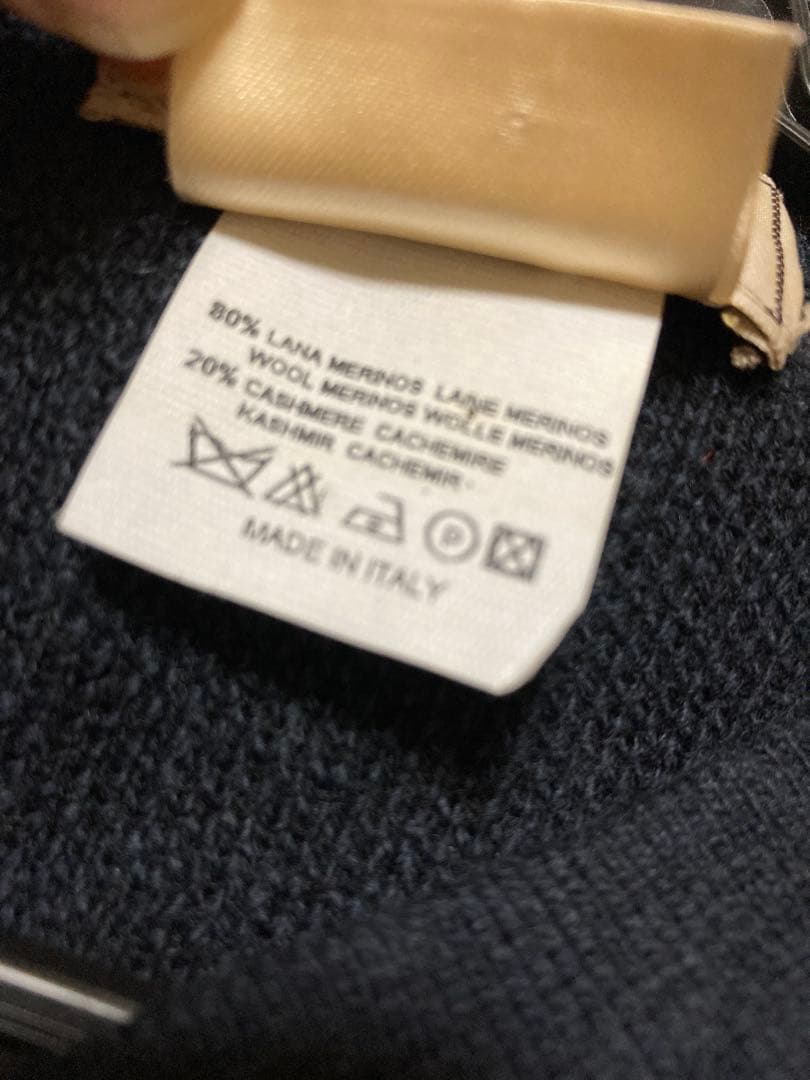 80% LANA MERINOS LAINE MERINOS
WOOL MERINOS WOLLE MERINOS
20% CASHMERE CACHEMIRE
KASHMIR CACHEMIR
P
MADE IN ITALY